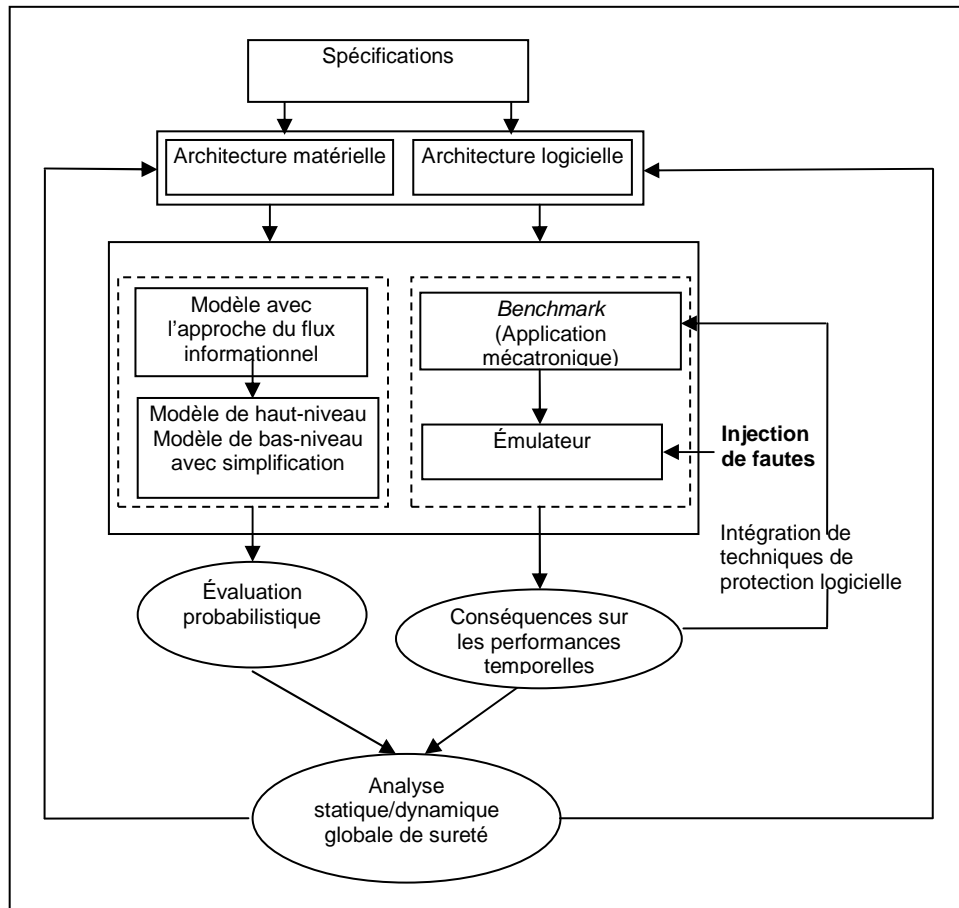 Spécifications
Architecture matérielle
Architecture logicielle
Modèle avec
l'approche du flux
informationnel
Modèle de haut-niveau
Modèle de bas-niveau
avec simplification
Benchmark
(Application
mécatronique)
Émulateur
Injection
de fautes
Intégration de
techniques de
protection logicielle
Évaluation
probabilistique
Conséquences sur
les performances
temporelles
Analyse
statique/dynamique
globale de sureté